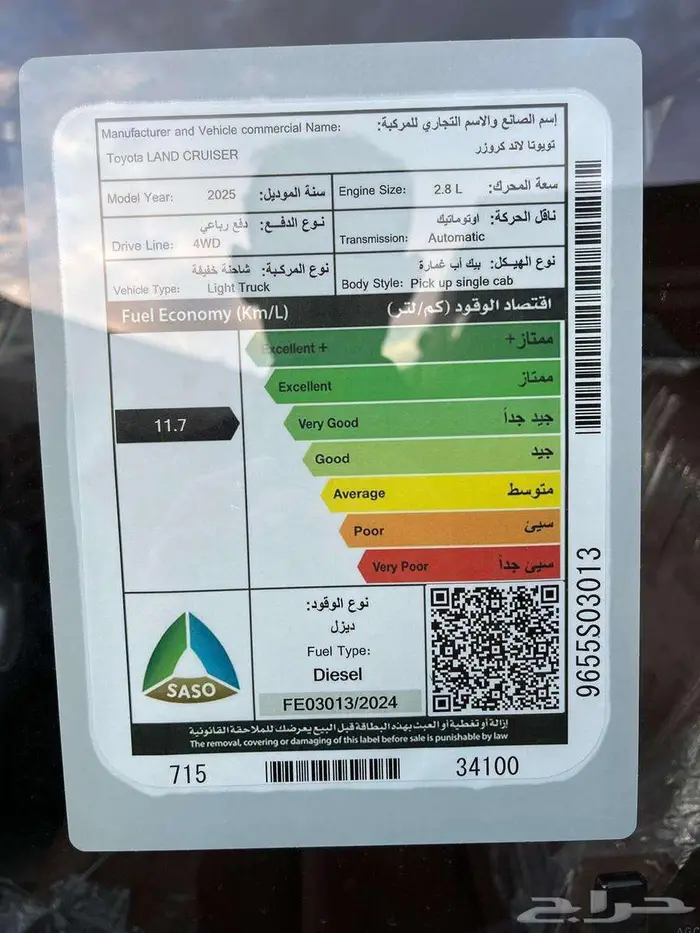 Manufacturer and Vehicle commercial Name: إسم الصانع والاسم التجاري للمركبة:
Toyota LAND CRUISER تويوتا لاند كروزر
Model Year: 2025 سنة الموديل:
Engine Size: 2.8 L سعة المحرك:
نوع الدفـــع: دفع رباعي
Drive Line: 4WD
ناقل الحركة: اوتوماتيك
Transmission: Automatic
نوع المركبة: شاحنة خفيفة
Vehicle Type: Light Truck
نوع الهيكل: بيك أب غمارة
Body Style: Pick up single cab
Fuel Economy (Km/L) اقتصاد الوقود (كم/لتر)
Excellent + ممتاز+
Excellent ممتاز
11.7
Very Good جيد جداً
Good جيد
Average متوسط
Poor سيئ
Very Poor سيئ جداً
SASO
نوع الوقود:
ديزل
Fuel Type:
Diesel
FE03013/2024
إزالة أو تغطية أو العبث بهذه البطاقة قبل البيع يعرضك للملاحقة القانونية
The removal, covering or damaging of this label before sale is punishable by law
715 34100
9655S03013
حراج